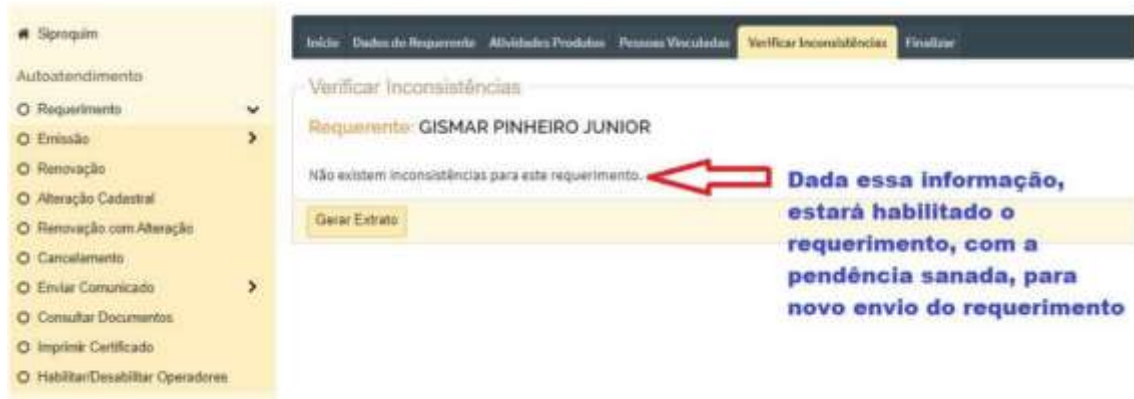 Siproquim
Autoatendimento
Requerimento
Emissão
Renovação
Alteração Cadastral
Renovação com Alteração
Cancelamento
Enviar Comunicado
Consultar Documentos
Imprimir Certificado
Habilitar/Desabilitar Operadores
Início Dados do Requerente Atividades Produtos Pessoas Vinculadas Verificar Inconsistências Finalizar
Verificar Inconsistências
Requerente: GISMAR PINHEIRO JUNIOR
Não existem inconsistências para este requerimento.
Gerar Extrato
Dada essa informação,
estará habilitado o
requerimento, com a
pendência sanada, para
novo envio do requerimento